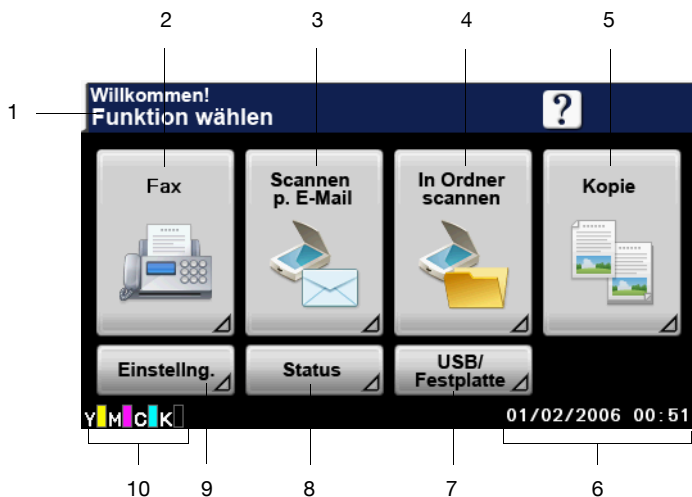 2 3 4 5
Willkommen!
1 Funktion wählen ?
Fax
Scannen
p. E-Mail
In Ordner
scannen
Kopie
Einstellng.
Status
USB/
Festplatte
Y M C K
01/02/2006 00:51
10 9 8 7 6